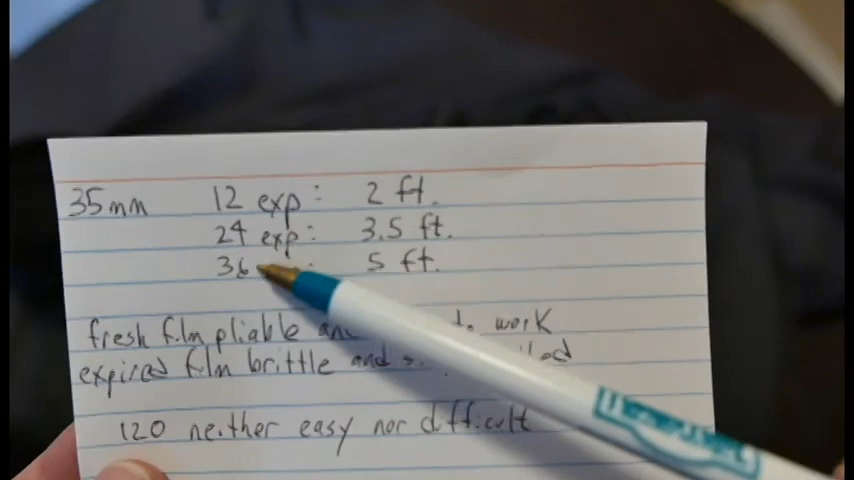 35mm 12 exp: 2 ft.
24 exp: 3.5 ft.
36 : 5 ft.
fresh film pliable and work
expired film brittle and
120 neither easy nor difficult